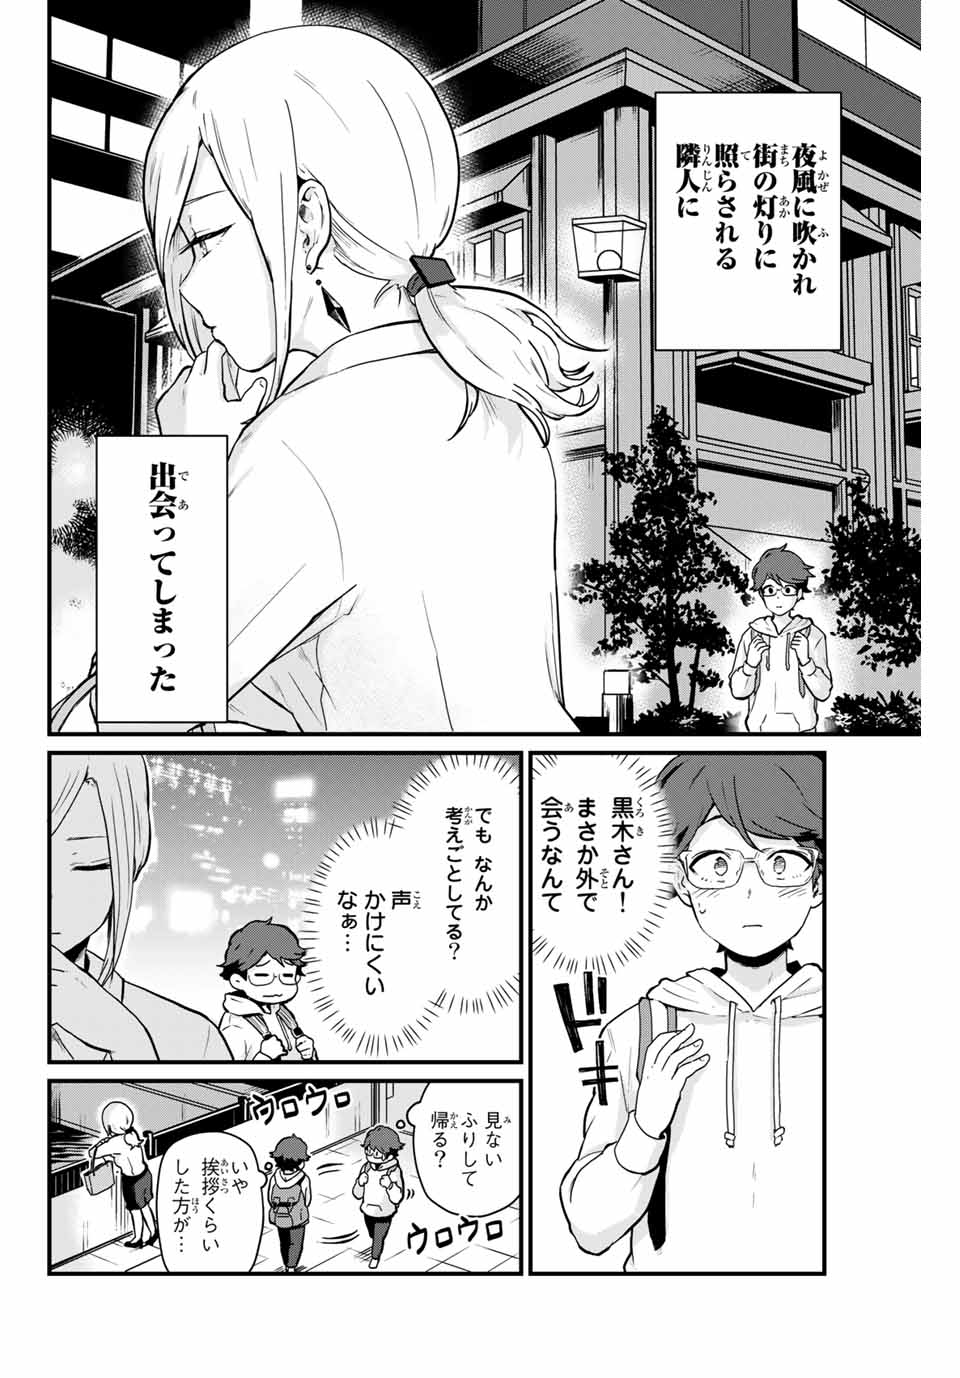 夜風に吹かれ
街の灯りに
照らされる
隣人に
出会ってしまった
黒木さん!
まさか外で
会うなんて
ドキ
でも なんか
考えごとしてる?
声
かけにくい
なぁ…
見ない
ふりして
帰る?
ウロウロ
いや
挨拶くらい
した方が…
ウロウロ